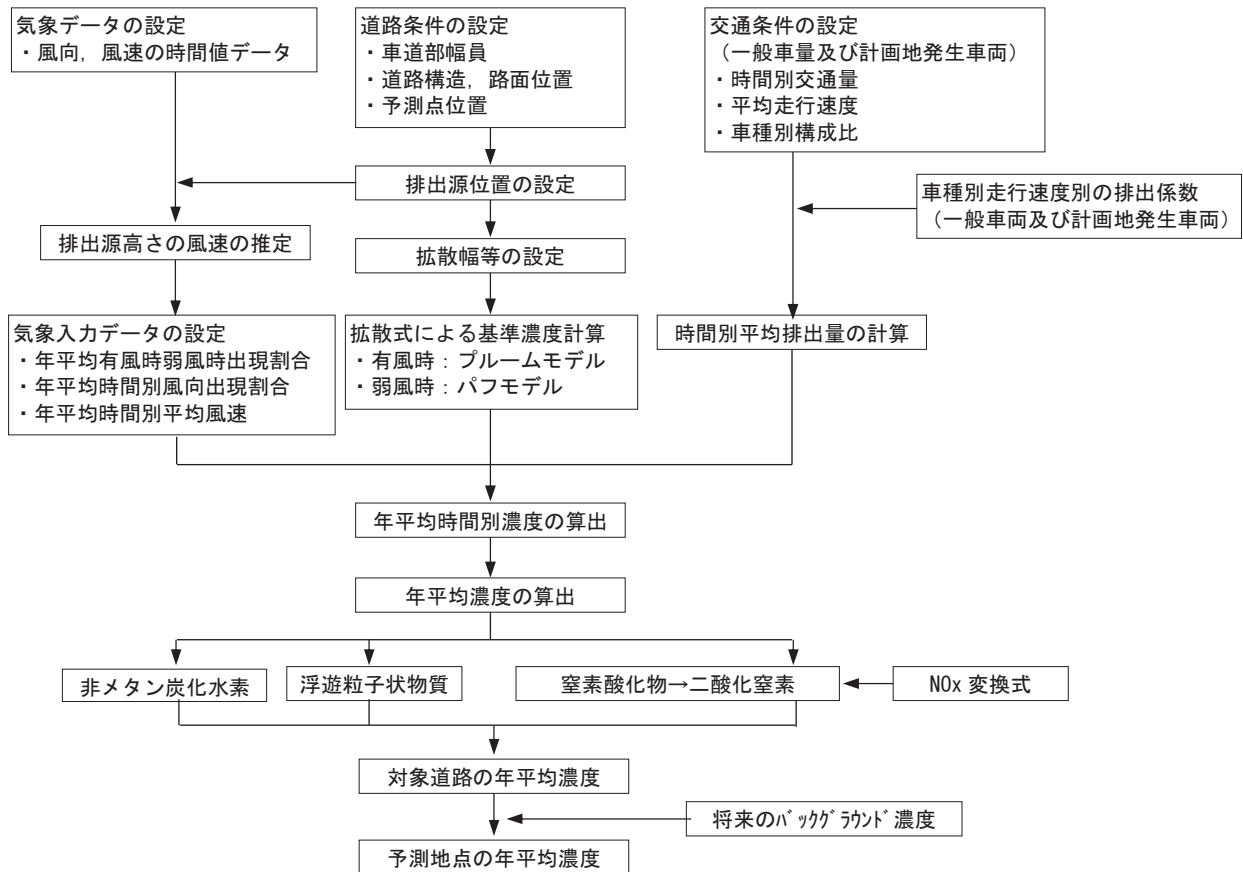 気象データの設定
・風向，風速の時間値データ
道路条件の設定
・車道部幅員
・道路構造，路面位置
・予測点位置
交通条件の設定
（一般車量及び計画地発生車両）
・時間別交通量
・平均走行速度
・車種別構成比
排出源位置の設定
車種別走行速度別の排出係数
（一般車両及び計画地発生車両）
排出源高さの風速の推定
拡散幅等の設定
気象入力データの設定
・年平均有風時弱風時出現割合
・年平均時間別風向出現割合
・年平均時間別平均風速
拡散式による基準濃度計算
・有風時：プルームモデル
・弱風時：パフモデル
時間別平均排出量の計算
年平均時間別濃度の算出
年平均濃度の算出
非メタン炭化水素
浮遊粒子状物質
窒素酸化物→二酸化窒素
NOx 変換式
対象道路の年平均濃度
将来のﾊﾞｯｸｸﾞﾗｳﾝﾄﾞ濃度
予測地点の年平均濃度